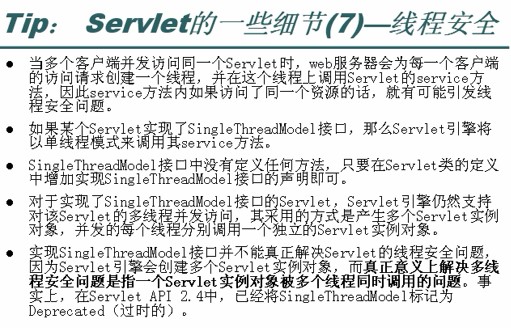 Tip: Servlet的一些细节(7)—线程安全
当多个客户端并发访问同一个Servlet时，web服务器会为每一个客户端
的访问请求创建一个线程，并在这个线程上调用Servlet的service方
法，因此service方法内如果访问了同一个资源的话，就有可能引发线
程安全问题。
如果某个Servlet实现了SingleThreadModel接口，那么Servlet引擎将
以单线程模式来调用其service方法。
SingleThreadModel接口中没有定义任何方法，只要在Servlet类的定义
中增加实现SingleThreadModel接口的声明即可。
对于实现了SingleThreadModel接口的Servlet，Servlet引擎仍然支持
对该Servlet的多线程并发访问，其采用的方式是产生多个Servlet实例
对象，并发的每个线程分别调用一个独立的Servlet实例对象。
实现SingleThreadModel接口并不能真正解决Servlet的线程安全问题，
因为Servlet引擎会创建多个Servlet实例对象，而真正意义上解决多线
程安全问题是指一个Servlet实例对象被多个线程同时调用的问题。事
实上，在Servlet API 2.4中，已经将SingleThreadModel标记为
Deprecated（过时的）。